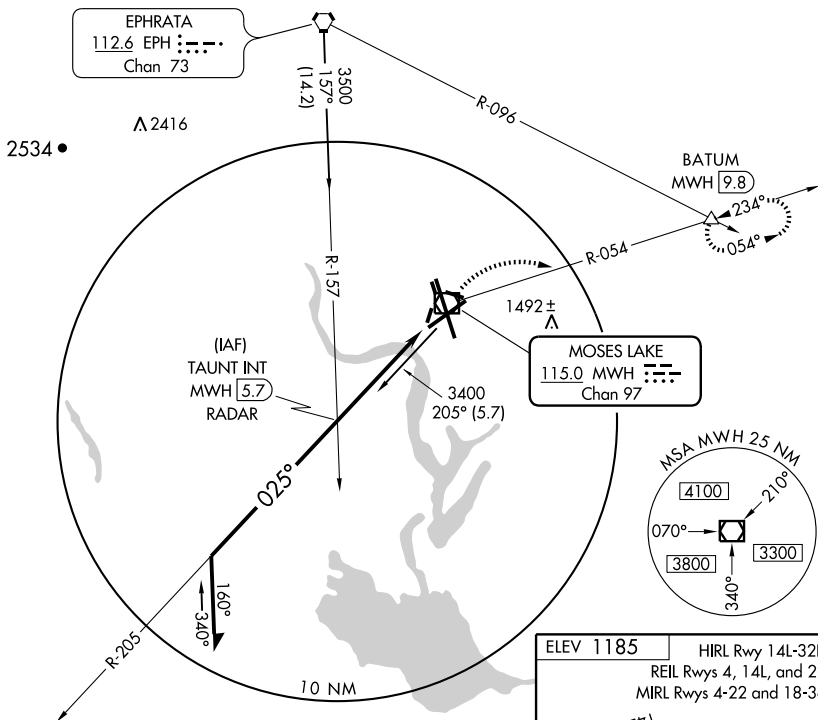 EPHRATA
112.6 EPH
Chan 73
3500
157°
(14.2)
2416
2534
R-096
BATUM
MWH 9.8
234°
054°
R-054
R-157
1492±
(IAF)
TAUNT INT
MWH 5.7
RADAR
MOSES LAKE
115.0 MWH
Chan 97
3400
205° (5.7)
025°
MSA MWH 25 NM
4100
210°
070°
3800
3300
340°
160°
340°
R-205
10 NM
ELEV 1185
HIRL Rwy 14L-32
REIL Rwys 4, 14L, and 2
MIRL Rwys 4-22 and 18-3